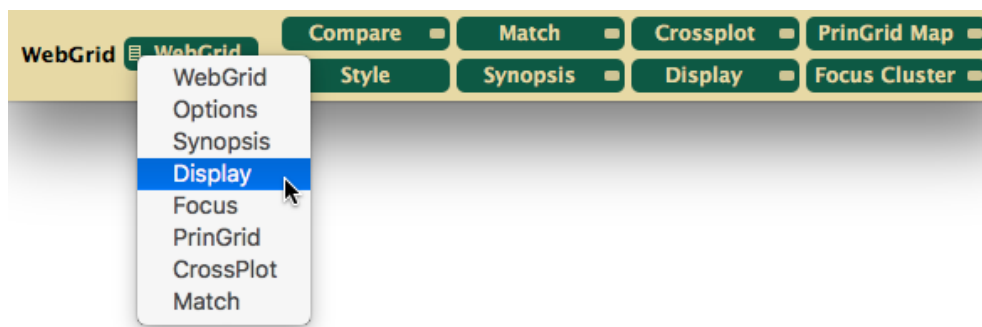 WebGrid WebGrid
Compare Match Crossplot PrinGrid Map
Style Synopsis Display Focus Cluster
WebGrid
Options
Synopsis
Display
Focus
PrinGrid
CrossPlot
Match